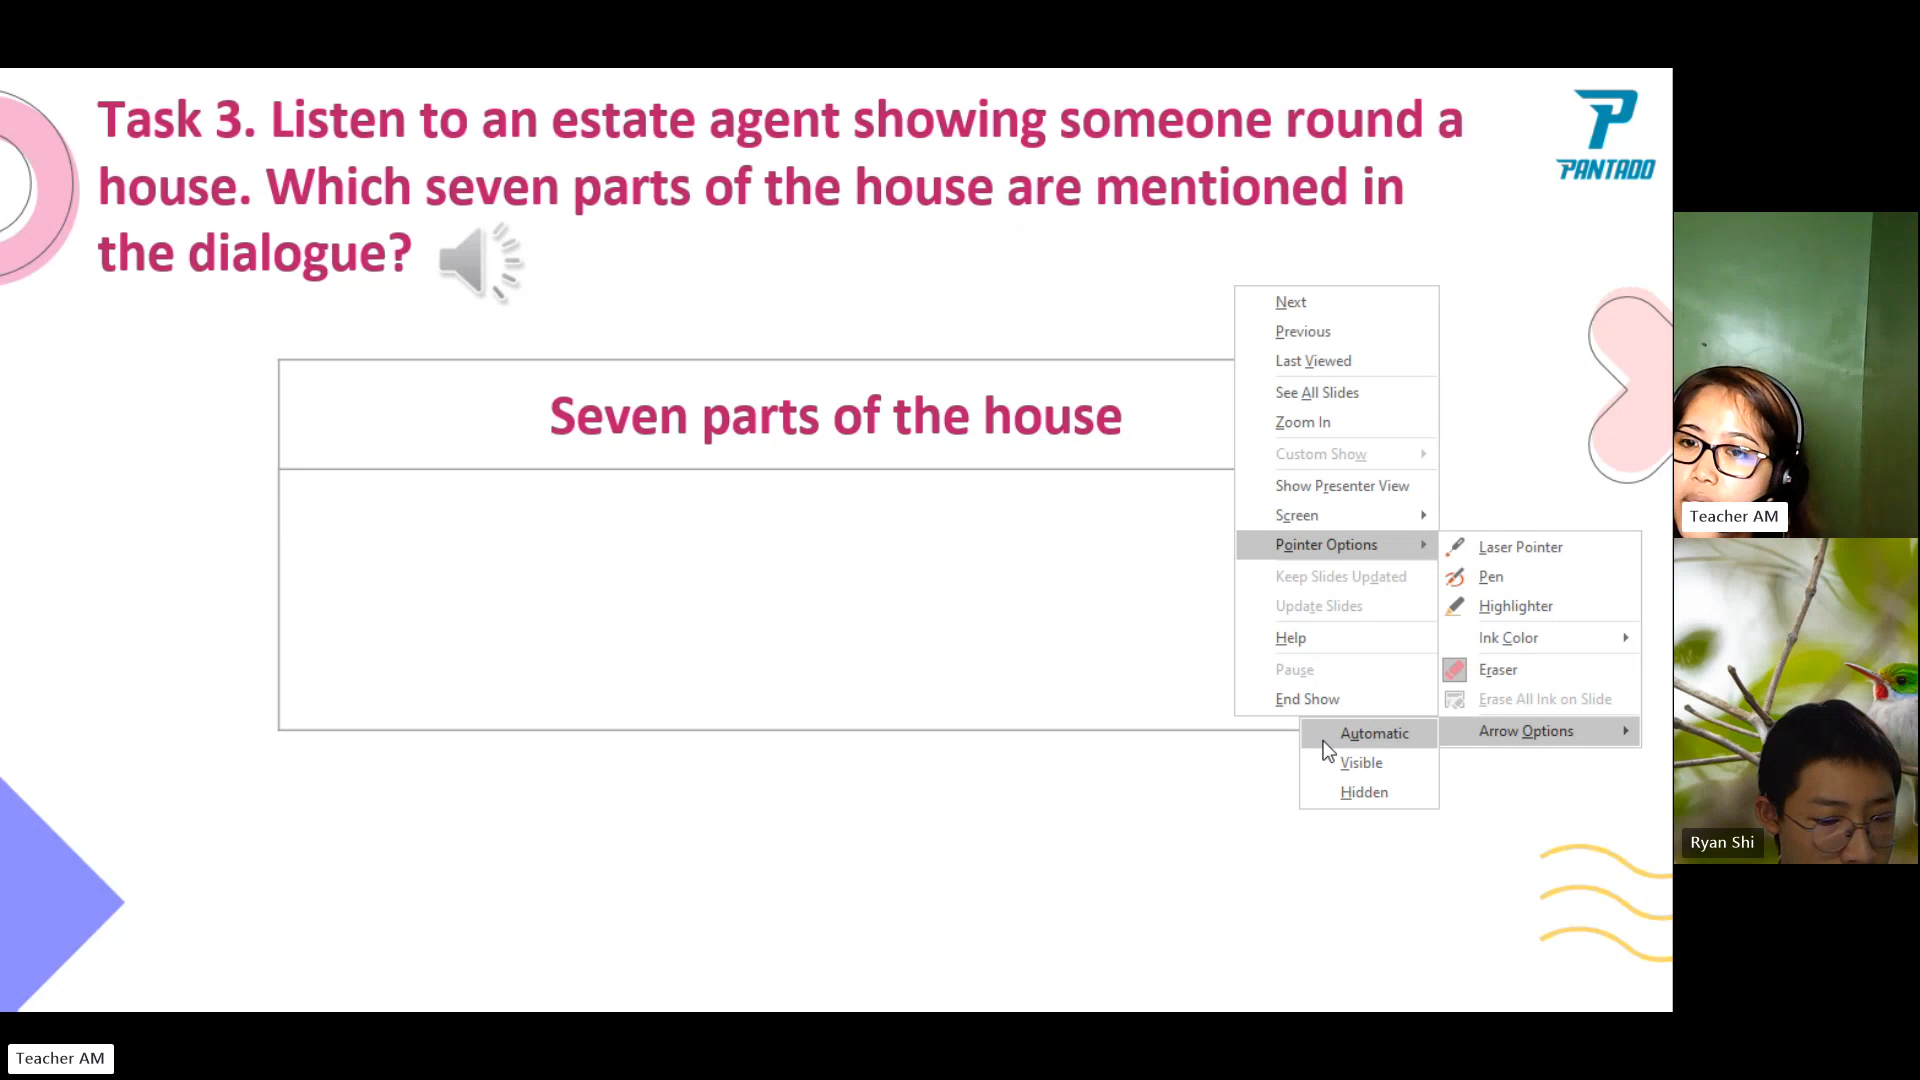 Task 3. Listen to an estate agent showing someone round a
house. Which seven parts of the house are mentioned in
the dialogue?
PANTADO
Seven parts of the house
Next
Previous
Last Viewed
See All Slides
Zoom In
Custom Show
Show Presenter View
Screen
Pointer Options
Keep Slides Updated
Update Slides
Help
Pause
End Show
Laser Pointer
Pen
Highlighter
Ink Color
Eraser
Erase All Ink on Slide
Arrow Options
Automatic
Visible
Hidden
Teacher AM
Ryan Shi
Teacher AM